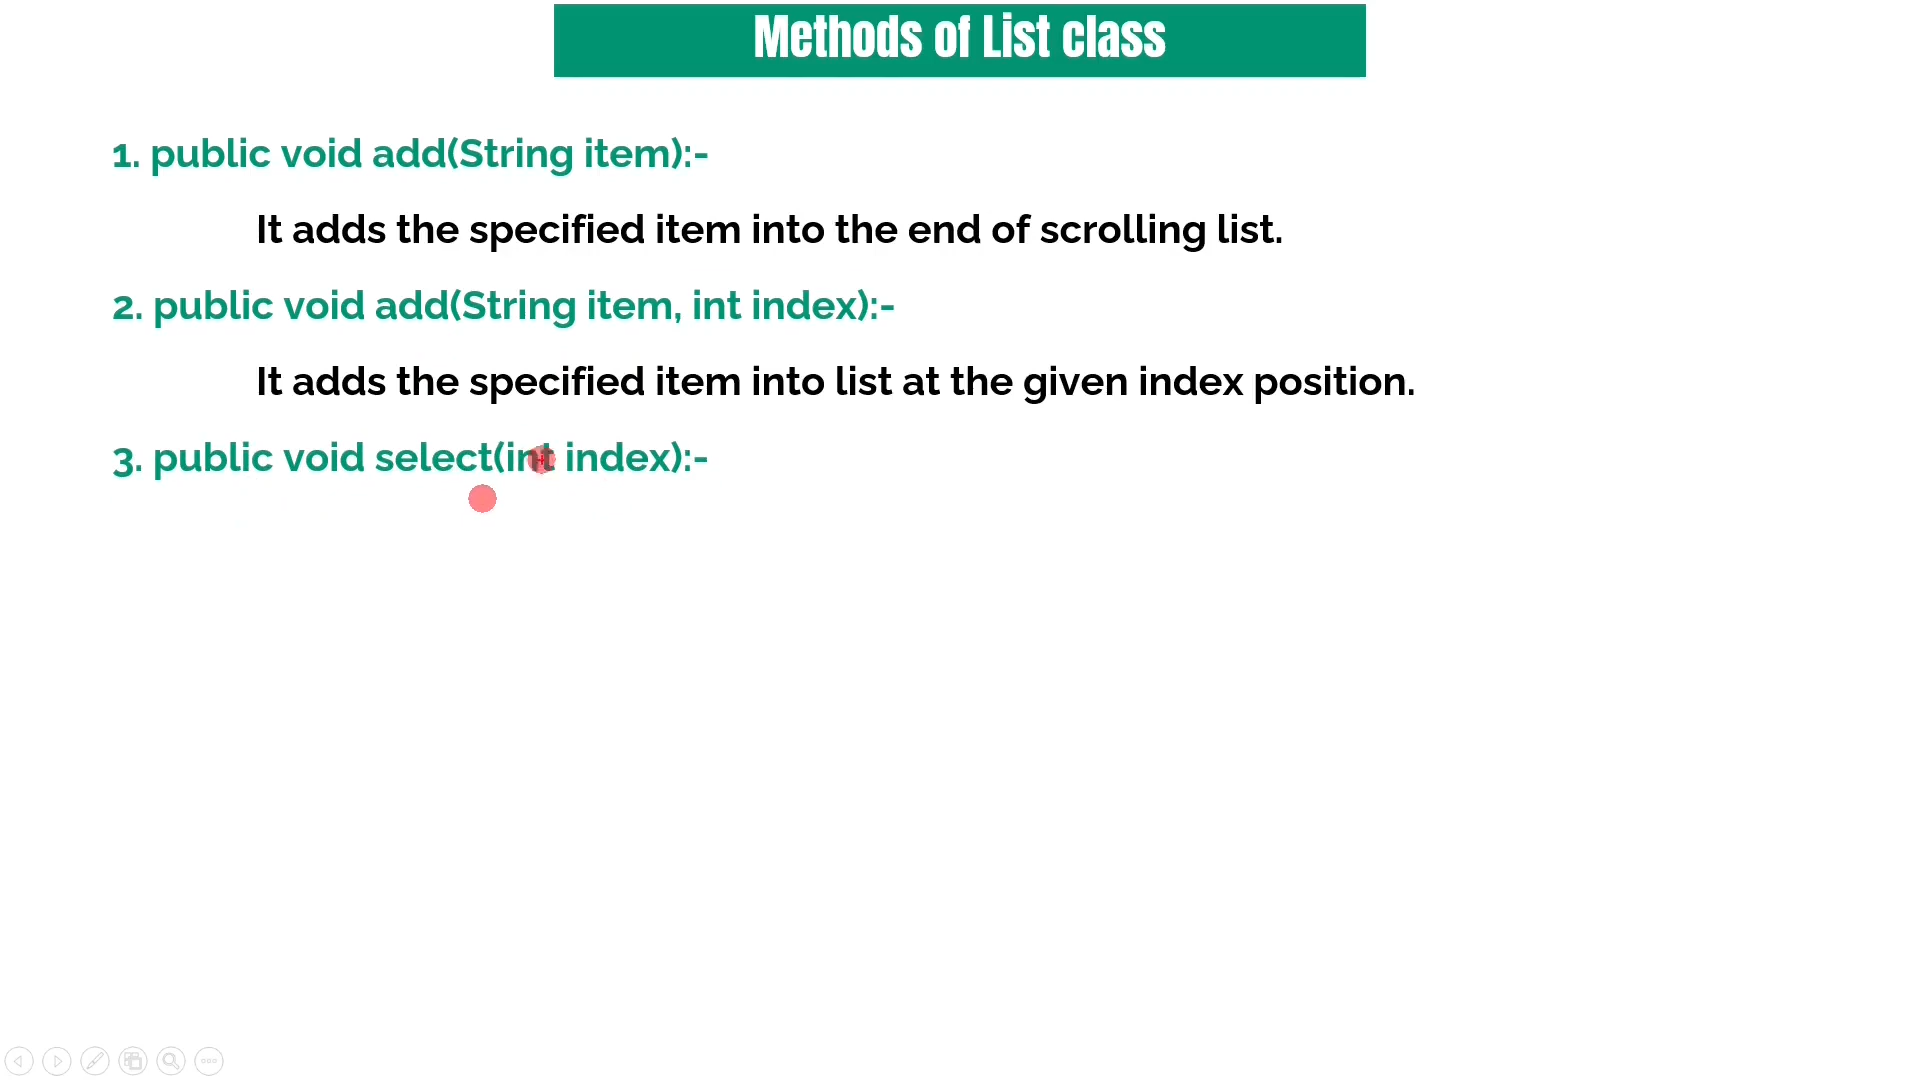 Methods of List class
1. public void add(String item):-
It adds the specified item into the end of scrolling list.
2. public void add(String item, int index):-
It adds the specified item into list at the given index position.
3. public void select(int index):-